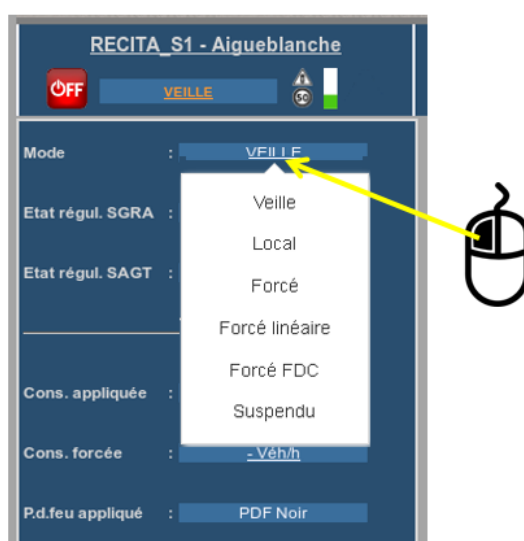 RECITA_S1 - Aigueblanche
OFF
VEILLE
50
Mode : VEILLE
Veille
Etat régul. SGRA :
Local
Etat régul. SAGT :
Forcé
Forcé linéaire
Forcé FDC
Cons. appliquée :
Suspendu
Cons. forcée : - Véh/h
P.d.feu appliqué : PDF Noir